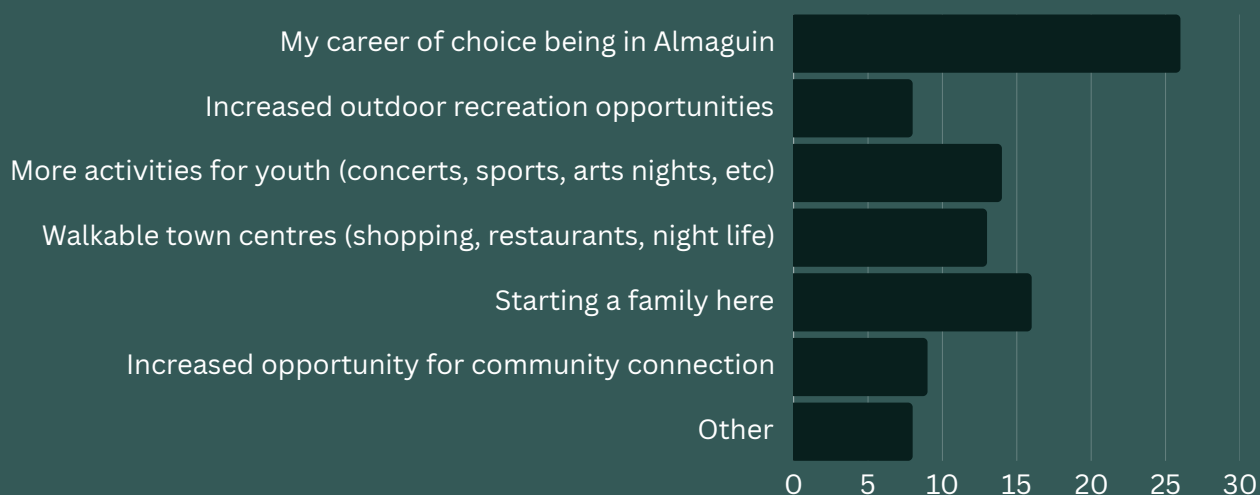 My career of choice being in Almaguin
Increased outdoor recreation opportunities
More activities for youth (concerts, sports, arts nights, etc)
Walkable town centres (shopping, restaurants, night life)
Starting a family here
Increased opportunity for community connection
Other
0 5 10 15 20 25 30